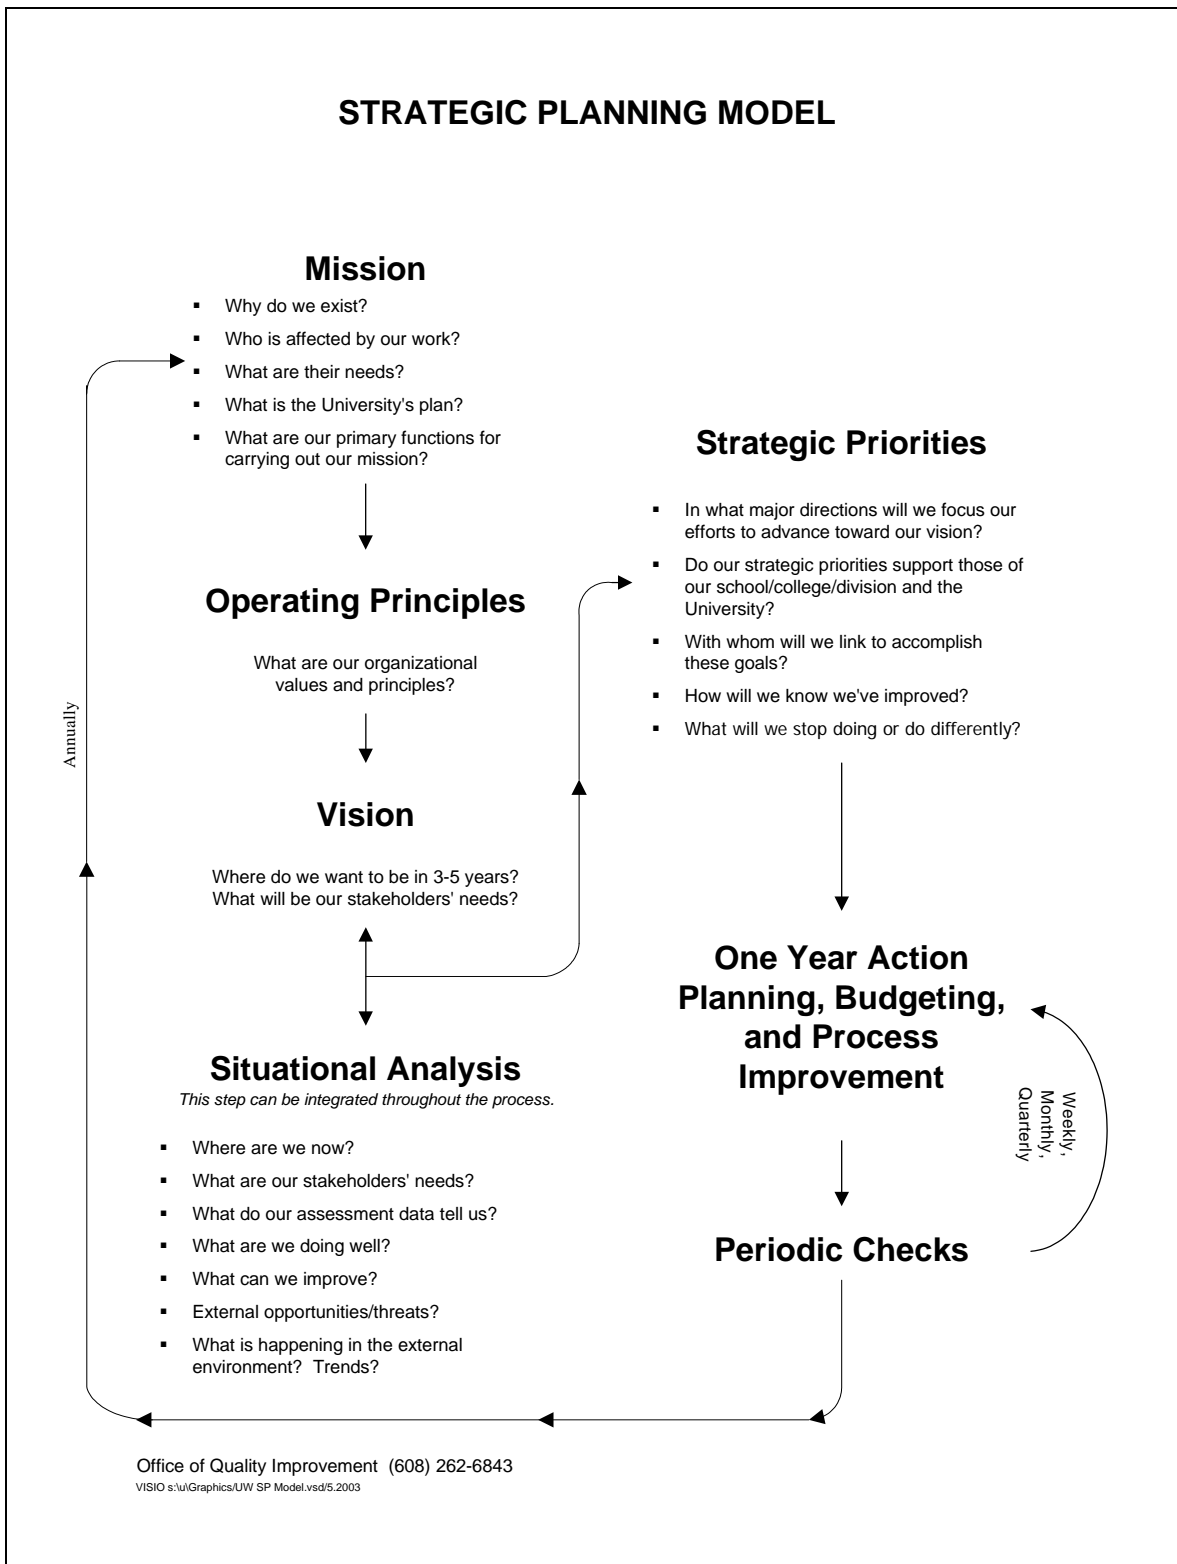 STRATEGIC PLANNING MODEL
Mission
▪ Why do we exist?
▪ Who is affected by our work?
▪ What are their needs?
▪ What is the University's plan?
▪ What are our primary functions for
carrying out our mission?
Operating Principles
What are our organizational
values and principles?
Vision
Where do we want to be in 3-5 years?
What will be our stakeholders' needs?
Situational Analysis
This step can be integrated throughout the process.
▪ Where are we now?
▪ What are our stakeholders' needs?
▪ What do our assessment data tell us?
▪ What are we doing well?
▪ What can we improve?
▪ External opportunities/threats?
▪ What is happening in the external
environment?  Trends?
Strategic Priorities
▪ In what major directions will we focus our
efforts to advance toward our vision?
▪ Do our strategic priorities support those of
our school/college/division and the
University?
▪ With whom will we link to accomplish
these goals?
▪ How will we know we've improved?
▪ What will we stop doing or do differently?
One Year Action
Planning, Budgeting,
and Process
Improvement
Weekly,
Monthly,
Quarterly
Periodic Checks
Annually
Office of Quality Improvement  (608) 262-6843
VISIO s:\u\Graphics/UW SP Model.vsd/5.2003